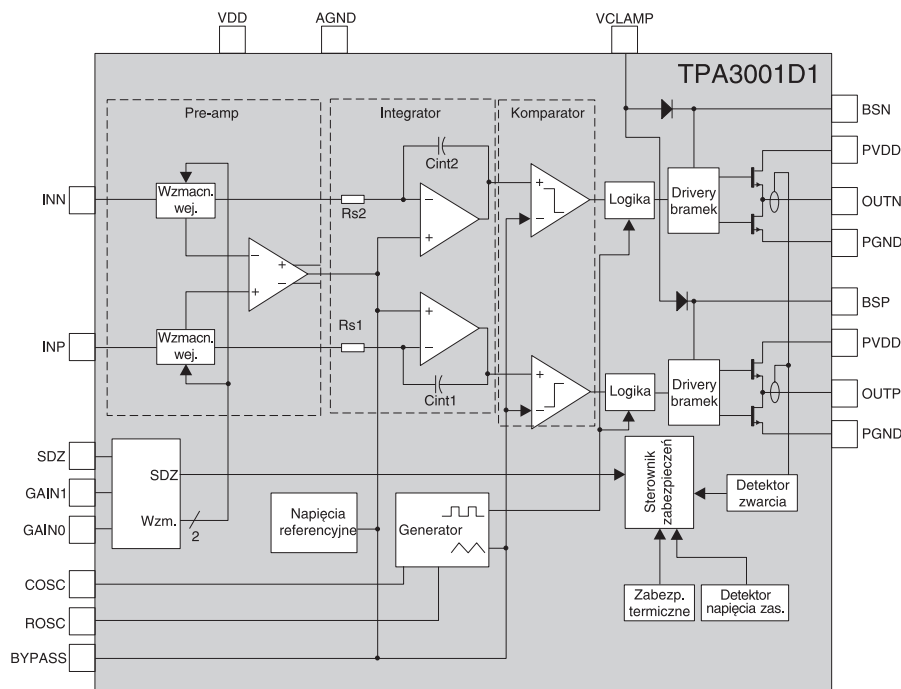 VDD
AGND
VCLAMP
TPA3001D1
Pre-amp
Integrator
Komparator
BSN
PVDD
Cint2
INN
Wzmacn.
wej.
Rs2
Logika
Drivery
bramek
OUTN
PGND
BSP
Rs1
INP
Wzmacn.
wej.
PVDD
Cint1
Logika
Drivery
bramek
OUTP
PGND
SDZ
SDZ
GAIN1
Wzm.
2
GAIN0
Napięcia
referencyjne
Generator
Sterownik
zabezpieczeń
Detektor
zwarcia
COSC
Zabezp.
termiczne
Detektor
napięcia zas.
ROSC
BYPASS